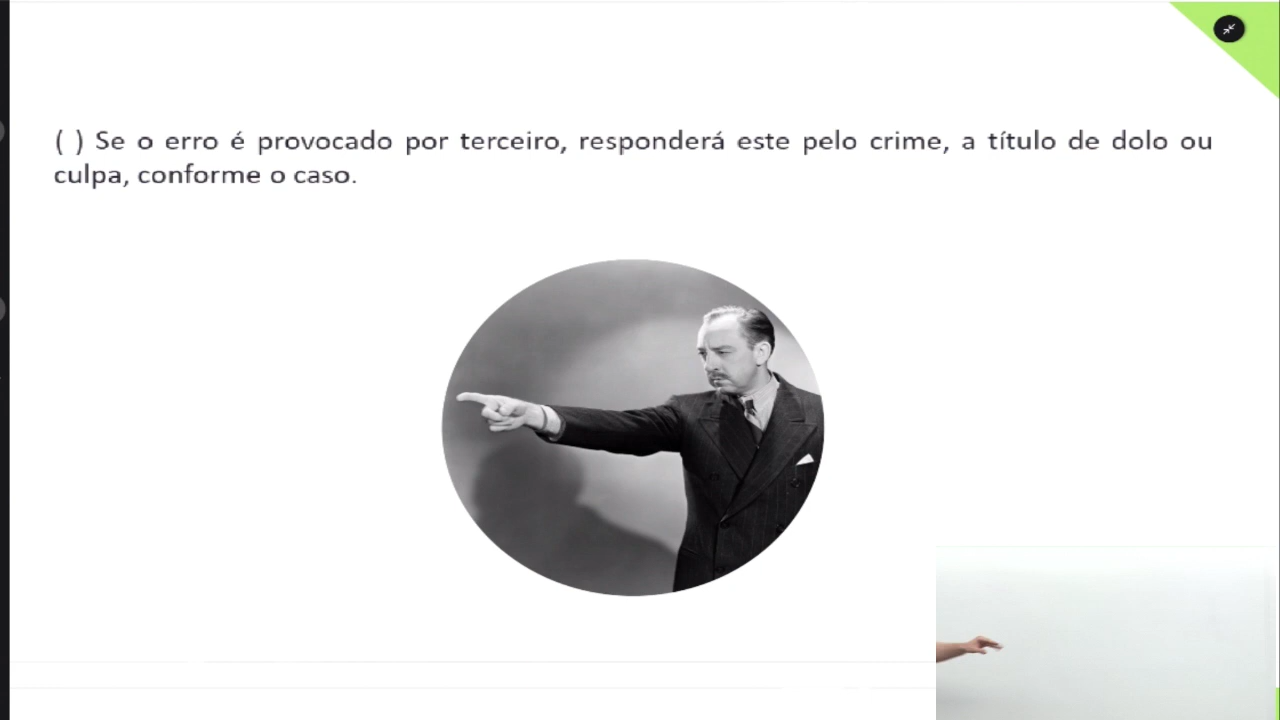 ( ) Se o erro é provocado por terceiro, responderá este pelo crime, a título de dolo ou
culpa, conforme o caso.